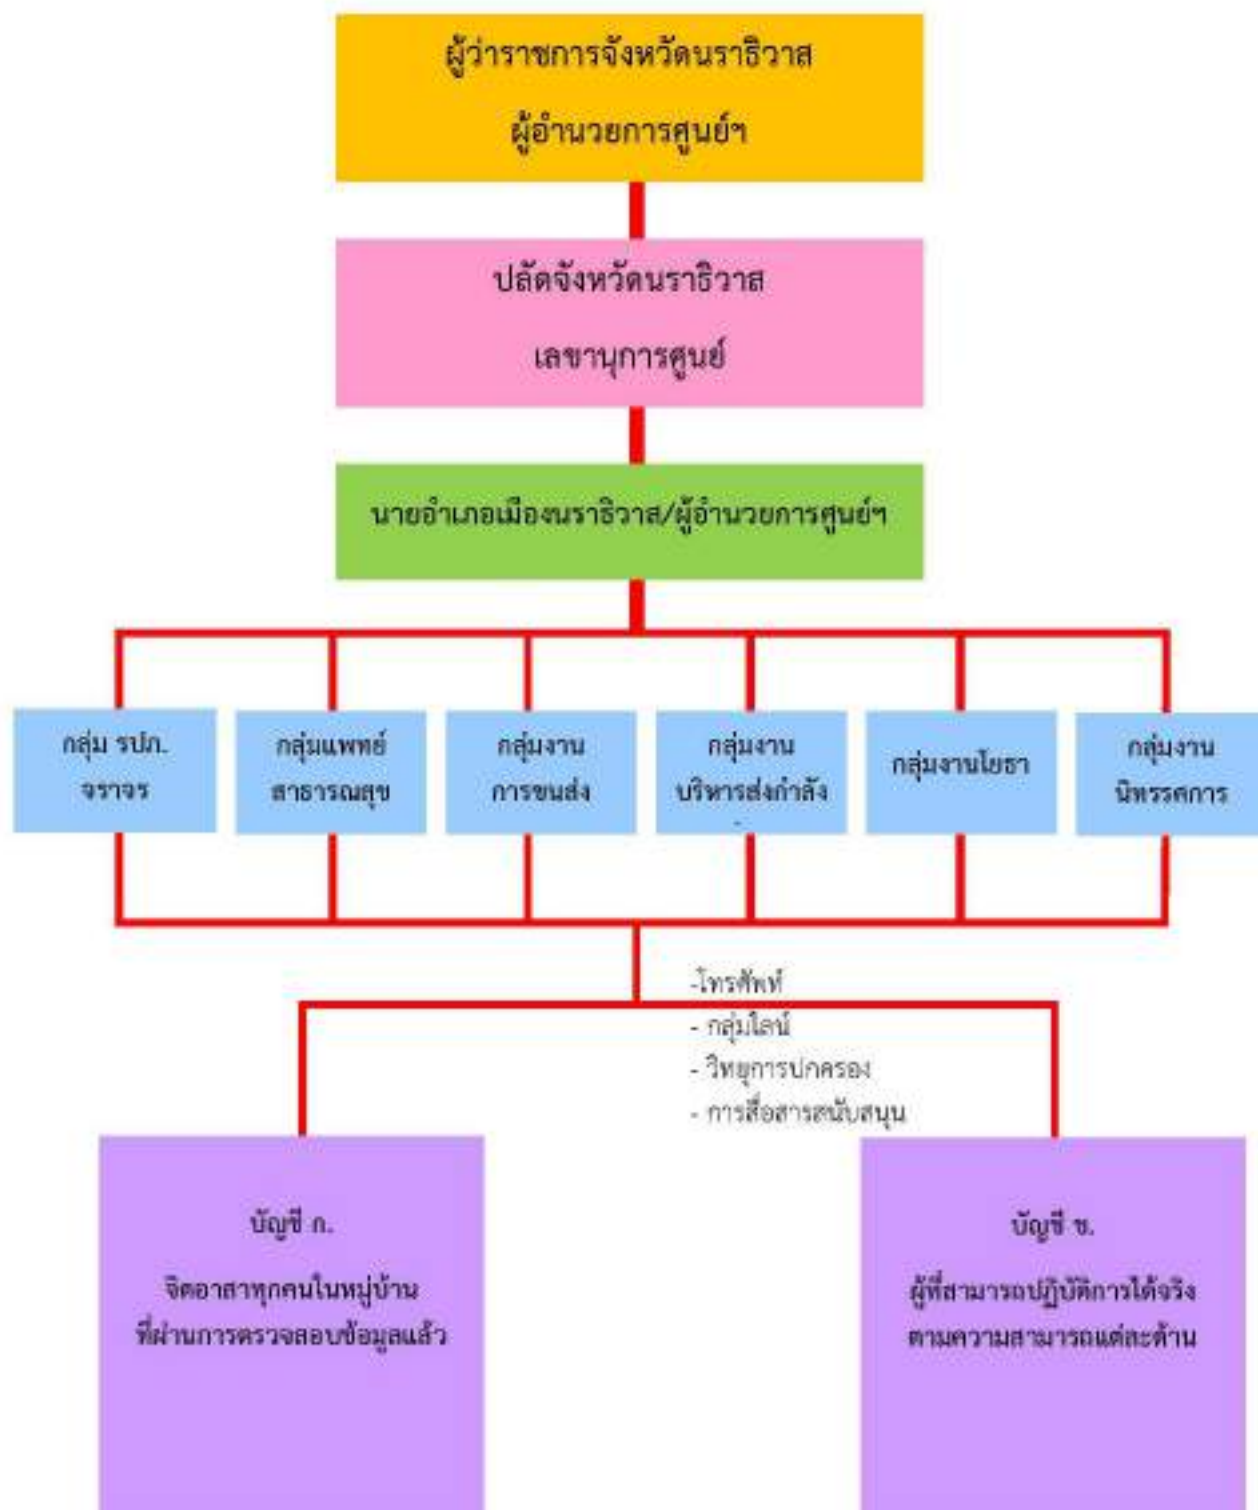 ผู้ว่าราชการจังหวัดนราธิวาส
ผู้อำนวยการศูนย์ฯ
ปลัดจังหวัดนราธิวาส
เลขานุการศูนย์
นายอำเภอเมืองนราธิวาส/ผู้อำนวยการศูนย์ฯ
กลุ่ม รปภ.
จราจร
กลุ่มแพทย์
สาธารณสุข
กลุ่มงาน
การขนส่ง
กลุ่มงาน
บริหารส่งกำลัง
กลุ่มงานโยธา
กลุ่มงาน
นิทรรศการ
-โทรศัพท์
- กลุ่มไลน์
- วิทยุการปกครอง
- การสื่อสารสนับสนุน
บัญชี ก.
จิตอาสาทุกคนในหมู่บ้าน
ที่ผ่านการตรวจสอบข้อมูลแล้ว
บัญชี ข.
ผู้ที่สามารถปฏิบัติการได้จริง
ตามความสามารถแต่ละด้าน